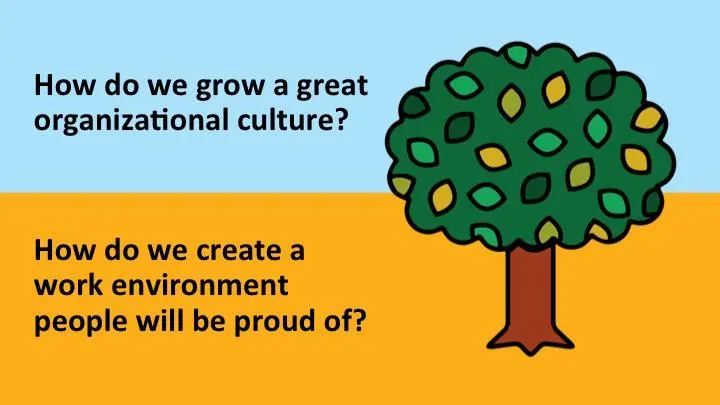 How do we grow a great
organizational culture?
How do we create a
work environment
people will be proud of?